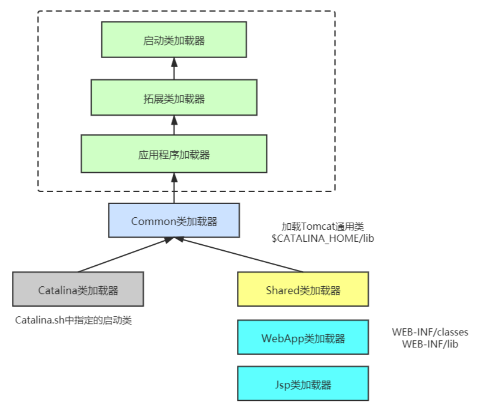 启动类加载器
拓展类加载器
应用程序加载器
Common类加载器
加载Tomcat通用类
$CATALINA_HOME/lib
Catalina类加载器
Shared类加载器
Catalina.sh中指定的启动类
WebApp类加载器
WEB-INF/classes
WEB-INF/lib
Jsp类加载器